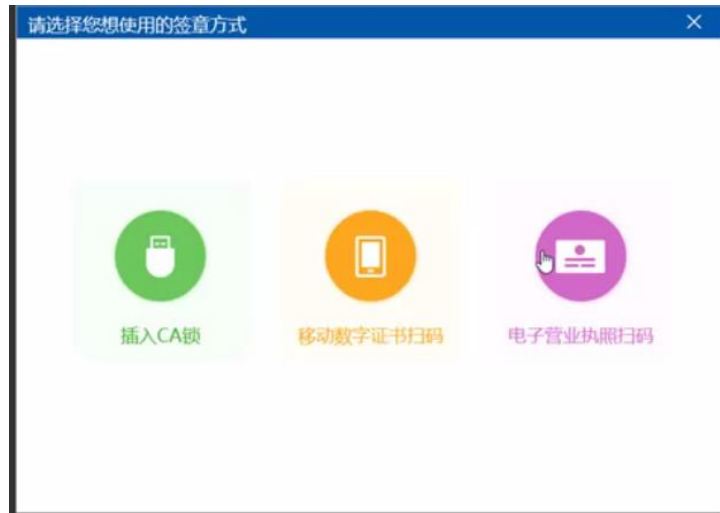 请选择您想使用的签章方式
插入CA锁
移动数字证书扫码
电子营业执照扫码